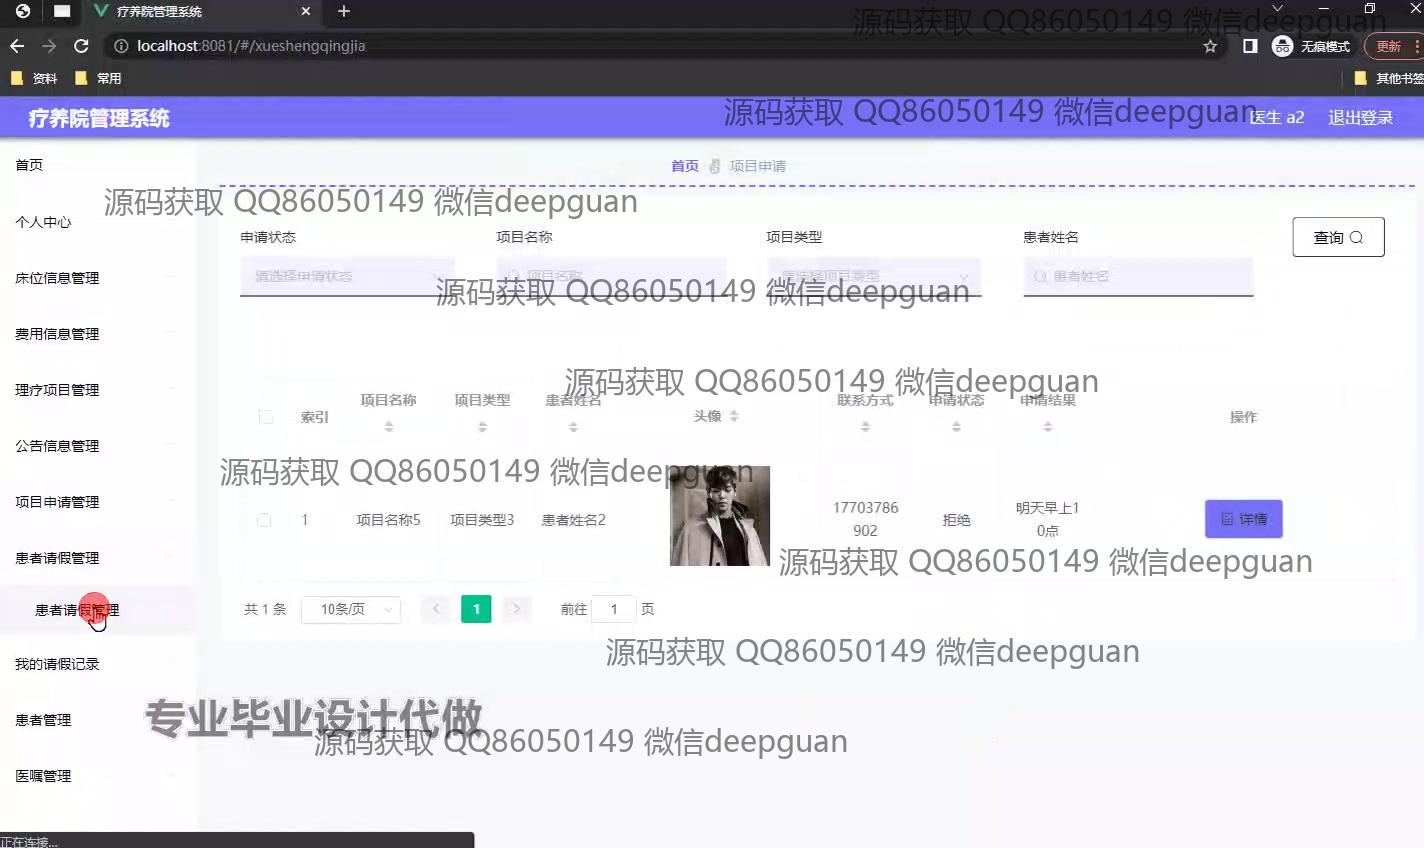 疗养院管理系统
源码获取 QQ86050149 微信deepguan
localhost:8081/#/xueshengqingjia
无痕模式
更新
资料
常用
其他书签
疗养院管理系统
源码获取 QQ86050149 微信deepguan
医生 a2
退出登录
首页
首页
项目申请
源码获取 QQ86050149 微信deepguan
个人中心
申请状态
项目名称
项目类型
患者姓名
查询
床位信息管理
请选择申请状态
项目名称
请选择项目类型
患者姓名
源码获取 QQ86050149 微信deepguan
费用信息管理
理疗项目管理
源码获取 QQ86050149 微信deepguan
索引
项目名称
项目类型
患者姓名
头像
联系方式
申请状态
申请结果
操作
公告信息管理
源码获取 QQ86050149 微信deepguan
项目申请管理
1
项目名称5
项目类型3
患者姓名2
17703786
902
拒绝
明天早上1
0点
详情
患者请假管理
源码获取 QQ86050149 微信deepguan
患者请假管理
共 1 条
10条/页
1
前往
1
页
我的请假记录
源码获取 QQ86050149 微信deepguan
患者管理
专业毕业设计代做
源码获取 QQ86050149 微信deepguan
医嘱管理
正在连接...